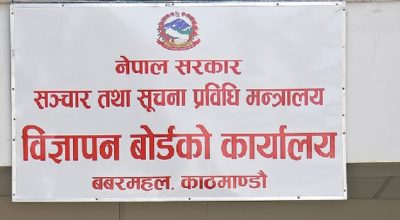 नेपाल सरकार
सञ्चार तथा सूचना प्रविधि मन्त्रालय
विज्ञापन बोर्डको कार्यालय
बबरमहल, काठमाण्डौ